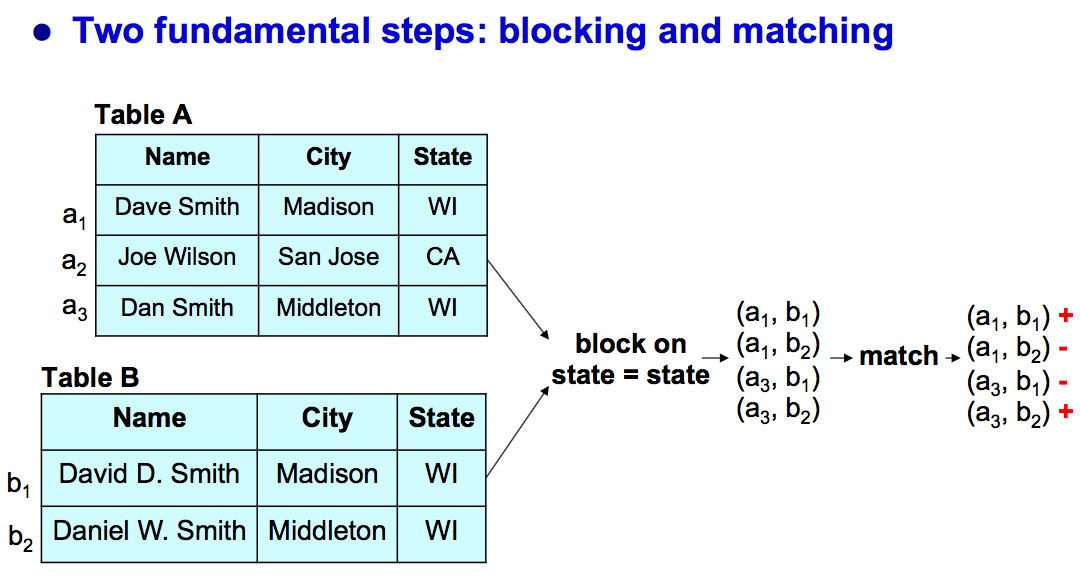 ● Two fundamental steps: blocking and matching
Table A
Name City State
a₁ Dave Smith Madison WI
a₂ Joe Wilson San Jose CA
a₃ Dan Smith Middleton WI
Table B
Name City State
b₁ David D. Smith Madison WI
b₂ Daniel W. Smith Middleton WI
block on
state = state
(a₁, b₁)
(a₁, b₂)
(a₃, b₁)
(a₃, b₂)
match
(a₁, b₁) +
(a₁, b₂) -
(a₃, b₁) -
(a₃, b₂) +